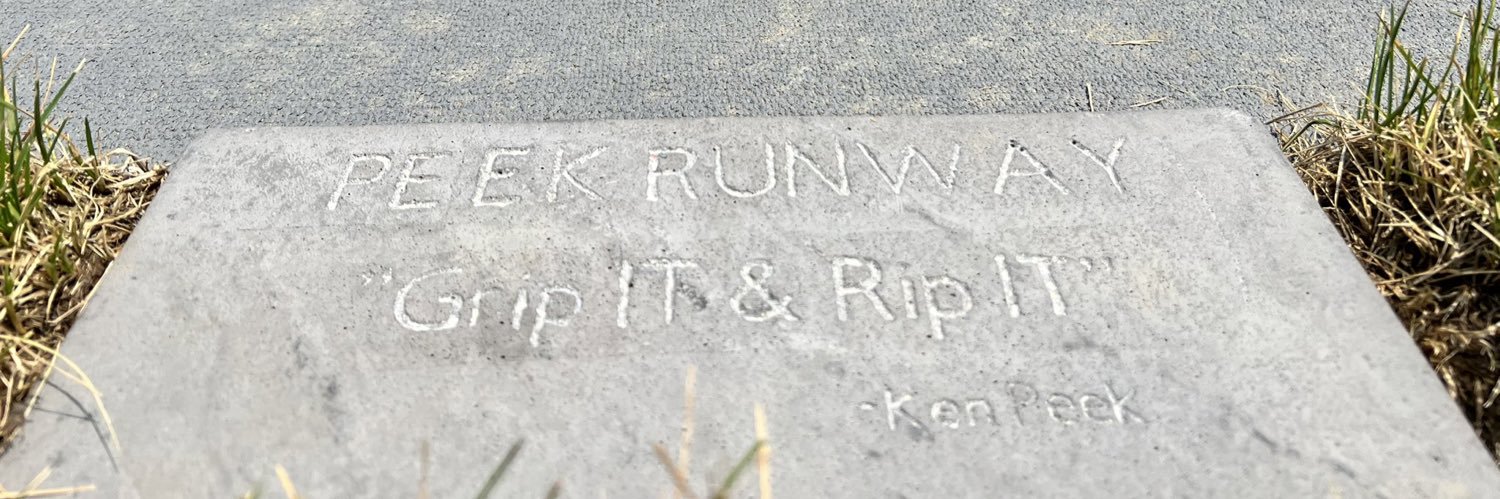 PEEK RUNWAY
"Grip IT & Rip IT"
-Ken Peek